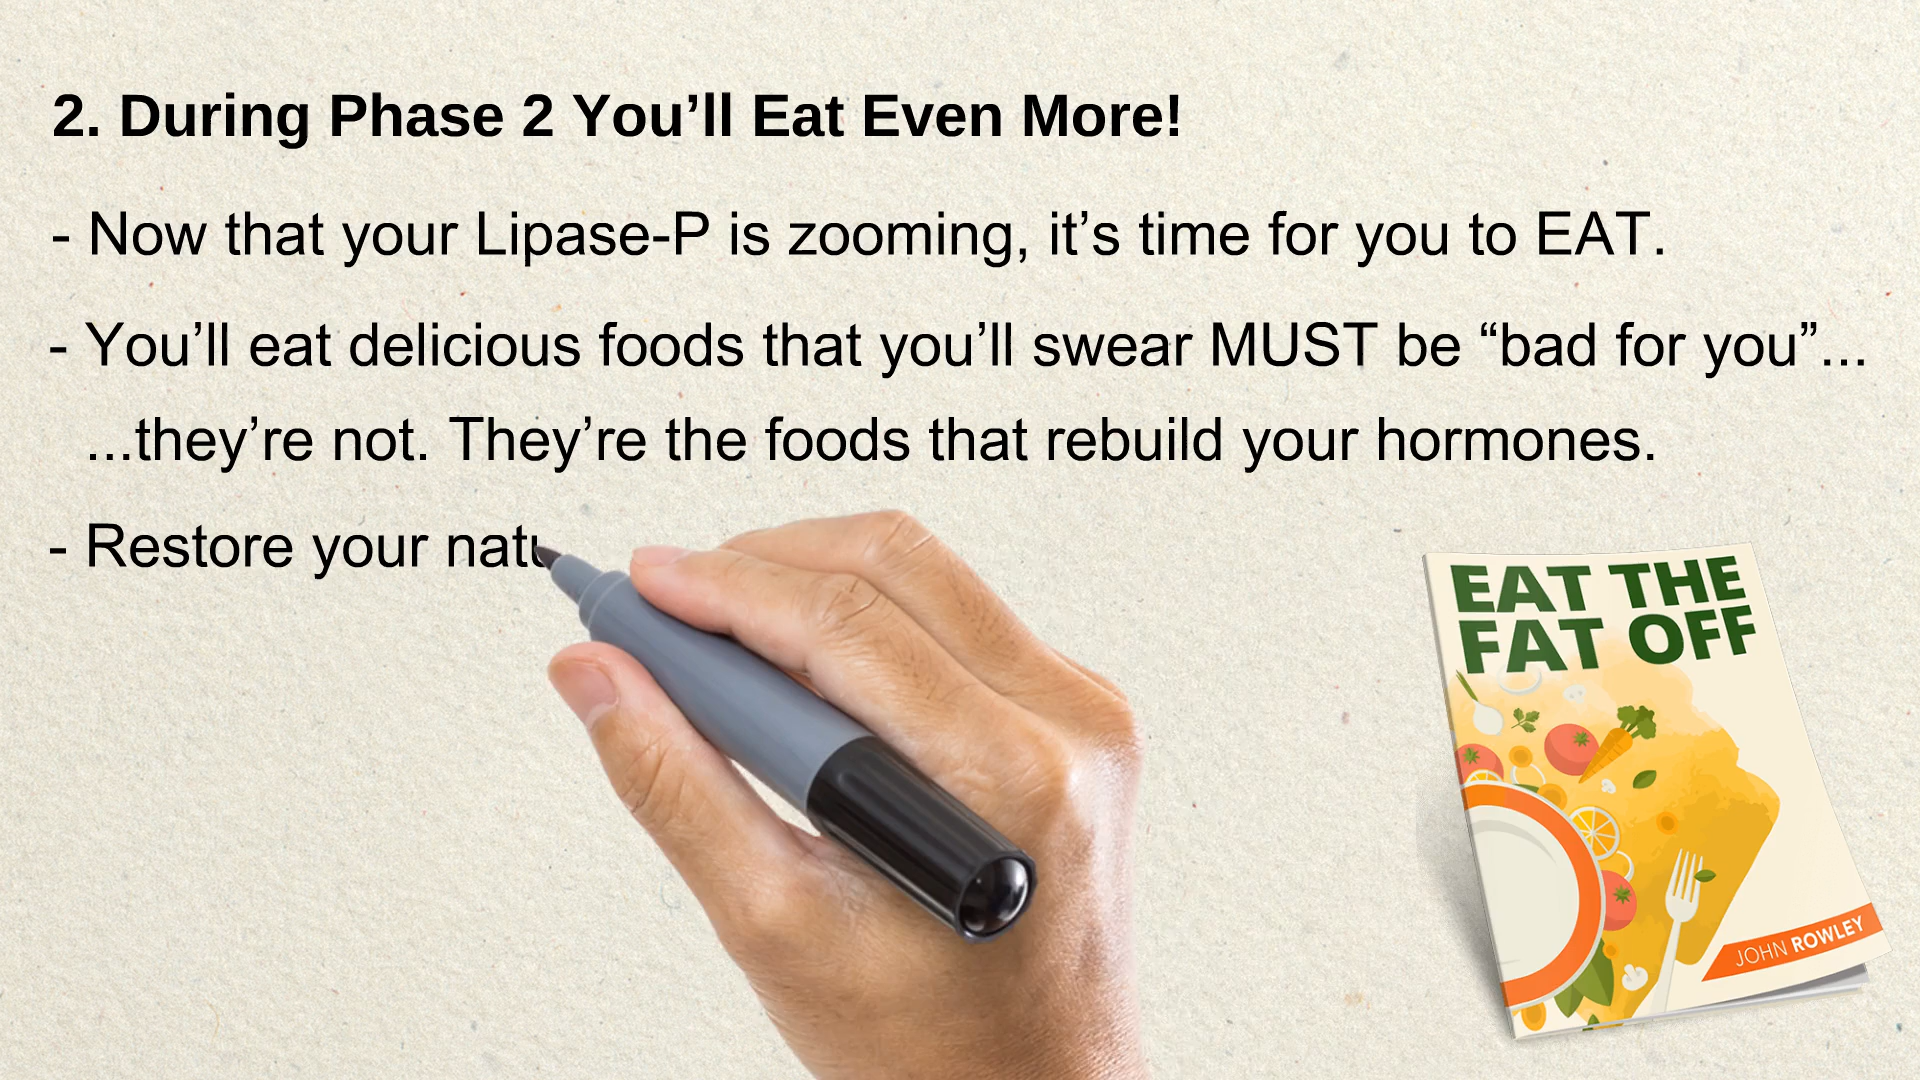 2. During Phase 2 You’ll Eat Even More!
- Now that your Lipase-P is zooming, it’s time for you to EAT.
- You’ll eat delicious foods that you’ll swear MUST be “bad for you”...
...they’re not. They’re the foods that rebuild your hormones.
- Restore your natu
EAT THE
FAT OFF
JOHN ROWLEY